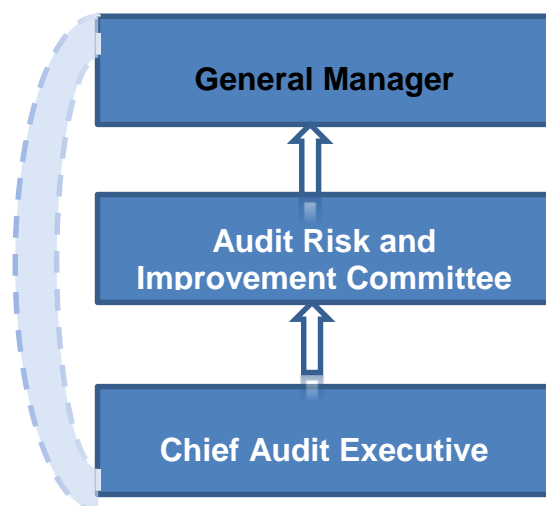 General Manager
Audit Risk and
Improvement Committee
Chief Audit Executive